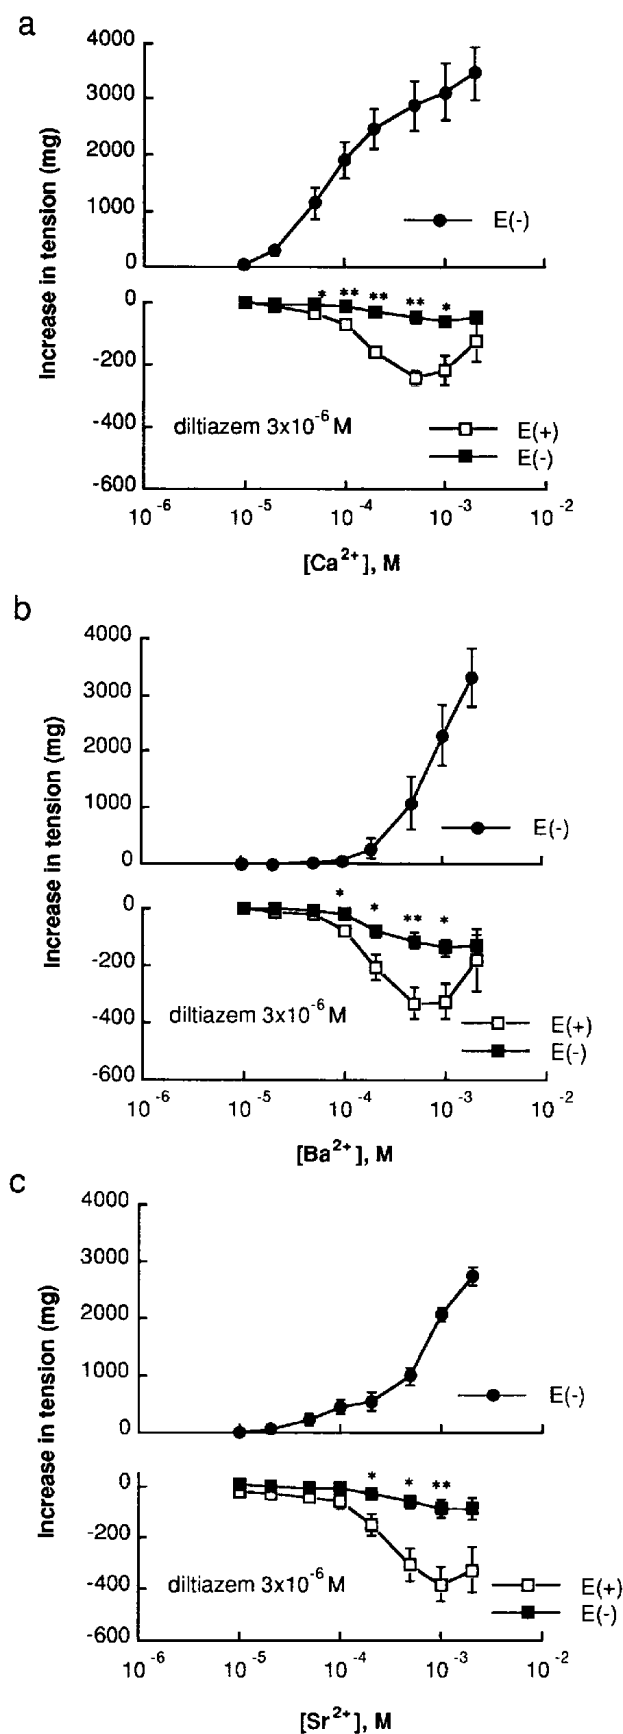 a
Increase in tension (mg)
4000
3000
2000
1000
0
E(-)
* ** ** ** *
0
-200
-400
-600
diltiazem 3x10⁻⁶ M
E(+)
E(-)
10⁻⁶ 10⁻⁵ 10⁻⁴ 10⁻³ 10⁻²
[Ca²⁺], M
b
Increase in tension (mg)
4000
3000
2000
1000
0
E(-)
* * ** *
0
-200
-400
-600
diltiazem 3x10⁻⁶ M
E(+)
E(-)
10⁻⁶ 10⁻⁵ 10⁻⁴ 10⁻³ 10⁻²
[Ba²⁺], M
c
Increase in tension (mg)
4000
3000
2000
1000
0
E(-)
* * **
0
-200
-400
-600
diltiazem 3x10⁻⁶ M
E(+)
E(-)
10⁻⁶ 10⁻⁵ 10⁻⁴ 10⁻³ 10⁻²
[Sr²⁺], M